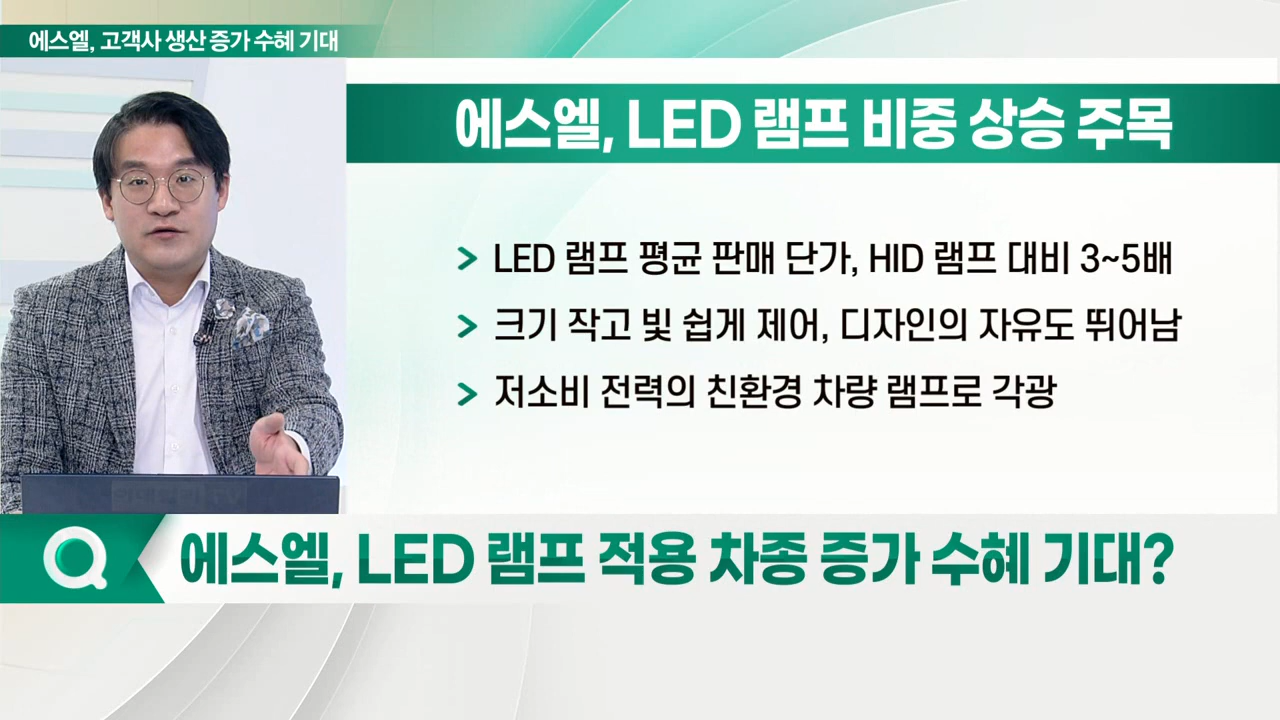 에스엘, 고객사 생산 증가 수혜 기대
에스엘, LED 램프 비중 상승 주목
> LED 램프 평균 판매 단가, HID 램프 대비 3~5배
> 크기 작고 빛 쉽게 제어, 디자인의 자유도 뛰어남
> 저소비 전력의 친환경 차량 램프로 각광
Q 에스엘, LED 램프 적용 차종 증가 수혜 기대?